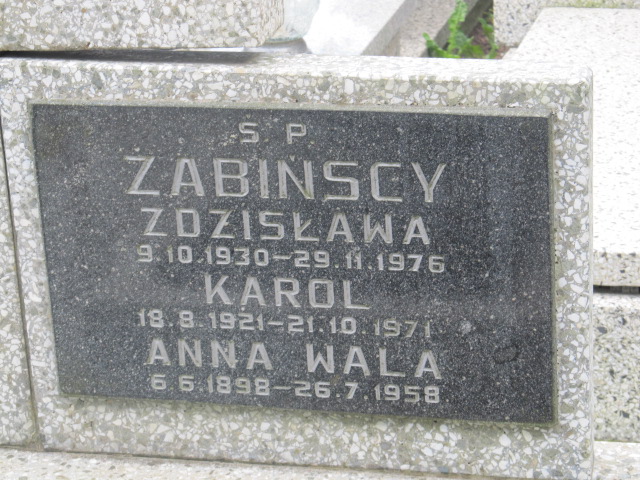 Ś P
ŻABIŃSCY
ZDZISŁAWA
9.10.1930-29.11.1976
KAROL
18.8.1921-21.10.1971
ANNA WALA
6.6.1898-26.7.1958